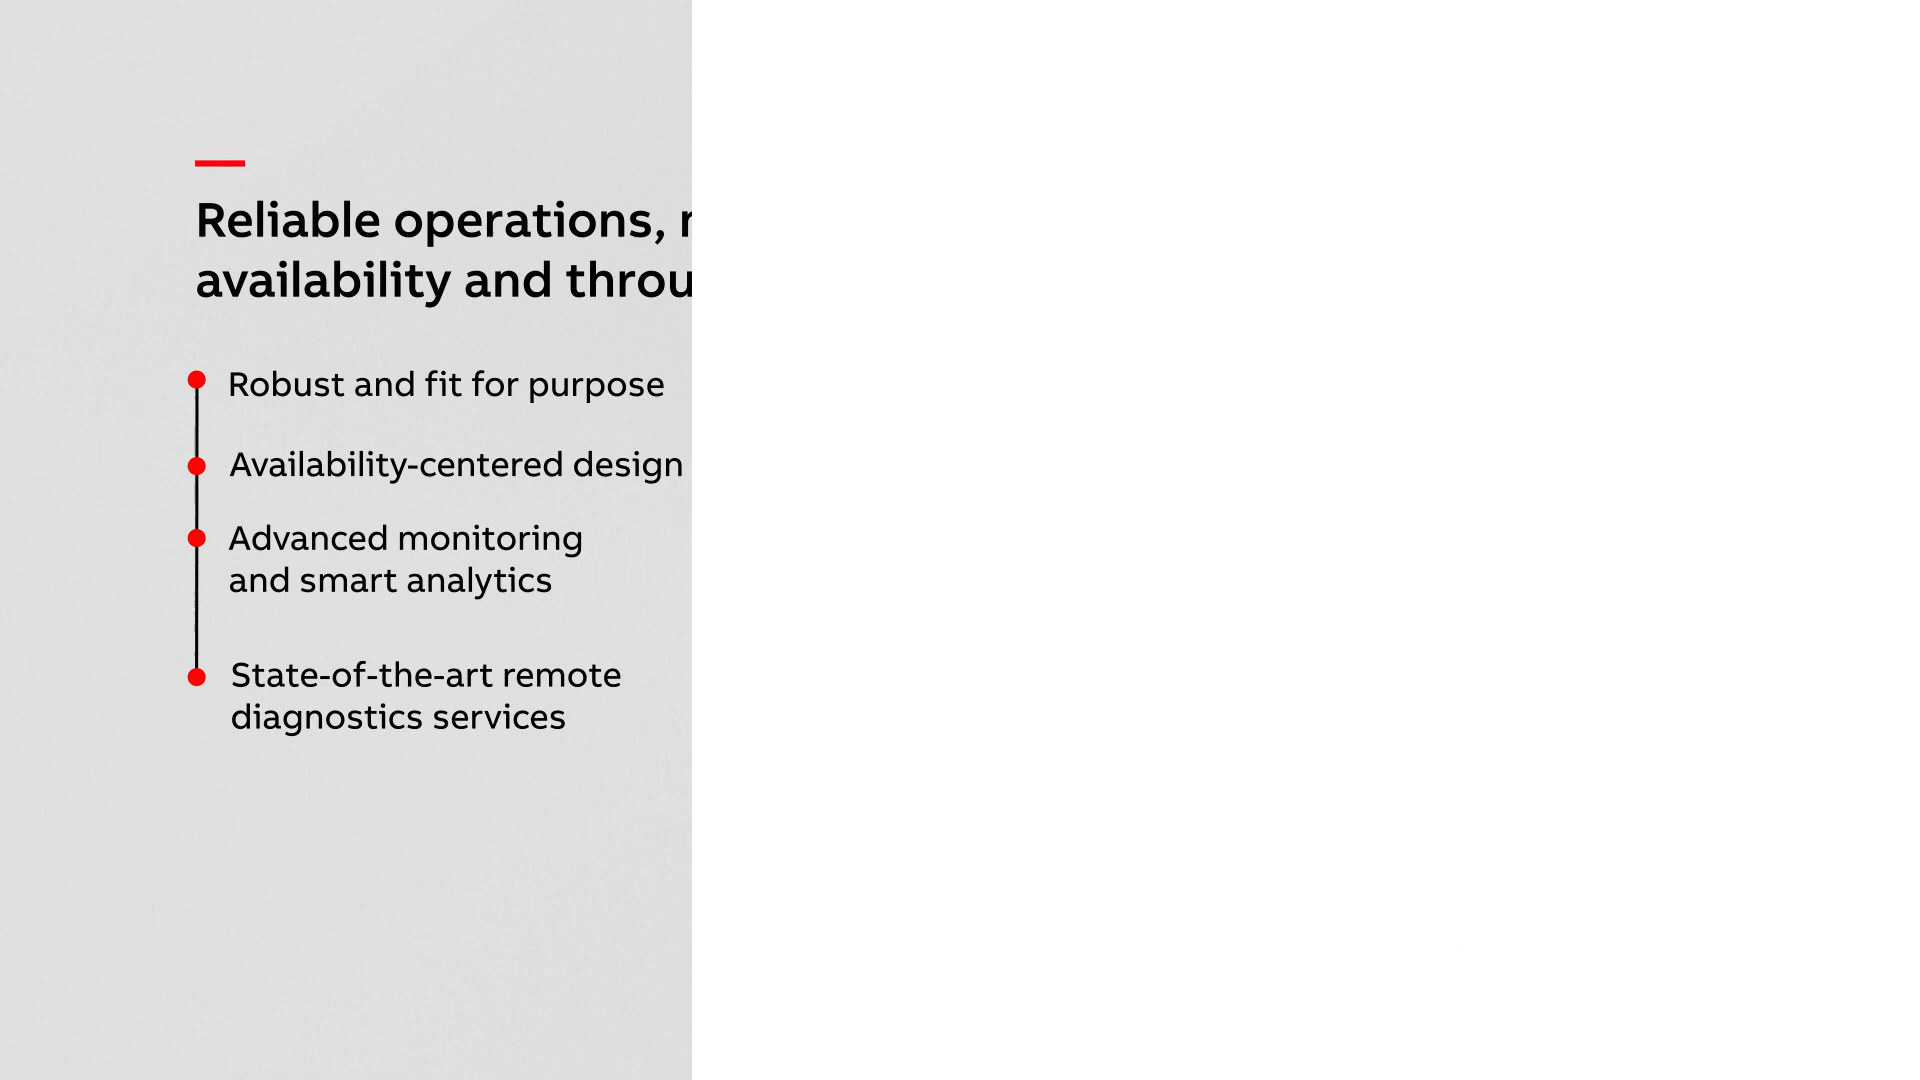 Reliable operations,
availability and
Robust and fit for purpose
Availability-centered design
Advanced monitoring
and smart analytics
State-of-the-art remote
diagnostics services